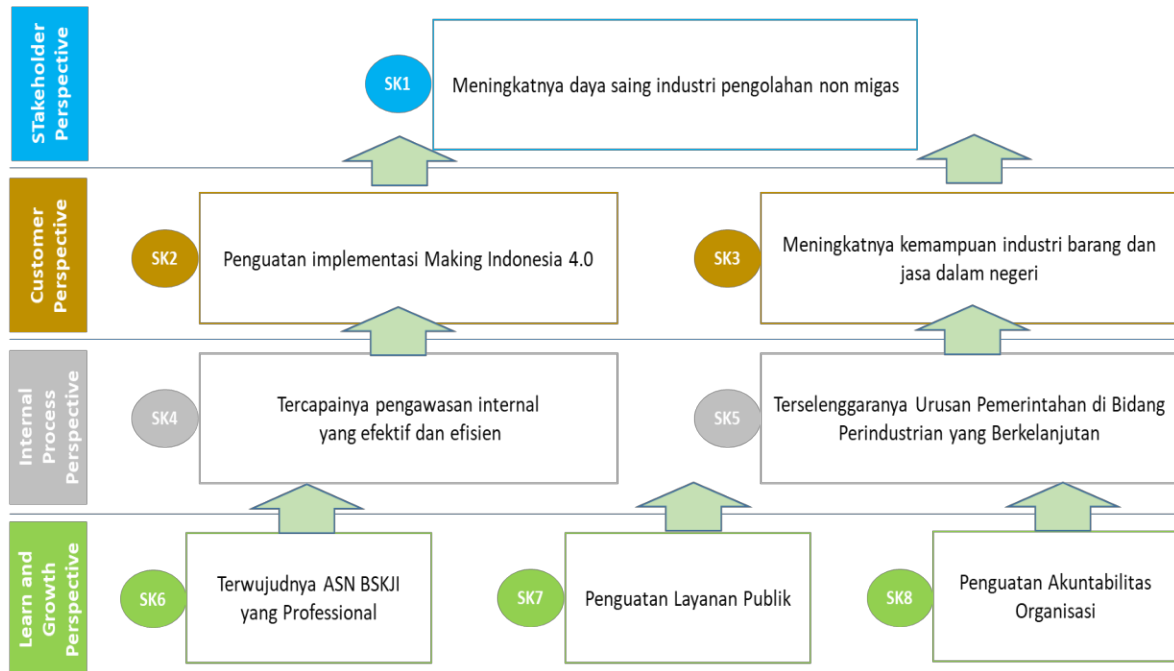 STakeholder
Perspective
SK1
Meningkatnya daya saing industri pengolahan non migas
Customer
Perspective
SK2
Penguatan implementasi Making Indonesia 4.0
SK3
Meningkatnya kemampuan industri barang dan
jasa dalam negeri
Internal
Process
Perspective
SK4
Tercapainya pengawasan internal
yang efektif dan efisien
SK5
Terselenggaranya Urusan Pemerintahan di Bidang
Perindustrian yang Berkelanjutan
Learn and
Growth
Perspective
SK6
Terwujudnya ASN BSKJI
yang Professional
SK7
Penguatan Layanan Publik
SK8
Penguatan Akuntabilitas
Organisasi